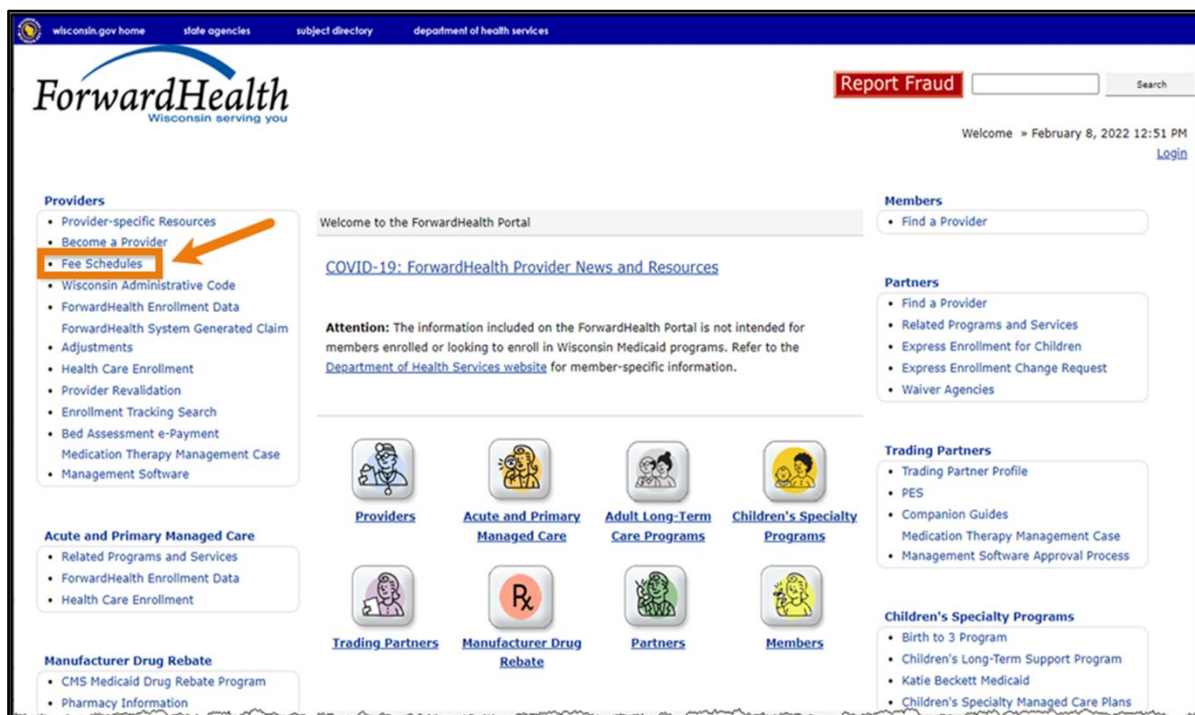 wisconsin.gov home state agencies subject directory department of health services
ForwardHealth
Wisconsin serving you
Report Fraud
Search
Welcome » February 8, 2022 12:51 PM
Login
Providers
• Provider-specific Resources
• Become a Provider
• Fee Schedules
• Wisconsin Administrative Code
• ForwardHealth Enrollment Data
ForwardHealth System Generated Claim
• Adjustments
• Health Care Enrollment
• Provider Revalidation
• Enrollment Tracking Search
• Bed Assessment e-Payment
Medication Therapy Management Case
• Management Software
Acute and Primary Managed Care
• Related Programs and Services
• ForwardHealth Enrollment Data
• Health Care Enrollment
Manufacturer Drug Rebate
• CMS Medicaid Drug Rebate Program
• Pharmacy Information
Welcome to the ForwardHealth Portal
COVID-19: ForwardHealth Provider News and Resources
Attention: The information included on the ForwardHealth Portal is not intended for
members enrolled or looking to enroll in Wisconsin Medicaid programs. Refer to the
Department of Health Services website for member-specific information.
Providers
Acute and Primary
Managed Care
Adult Long-Term
Care Programs
Children's Specialty
Programs
Trading Partners
Rx
Manufacturer Drug
Rebate
Partners
Members
Members
• Find a Provider
Partners
• Find a Provider
• Related Programs and Services
• Express Enrollment for Children
• Express Enrollment Change Request
• Waiver Agencies
Trading Partners
• Trading Partner Profile
• PES
• Companion Guides
Medication Therapy Management Case
• Management Software Approval Process
Children's Specialty Programs
• Birth to 3 Program
• Children's Long-Term Support Program
• Katie Beckett Medicaid
• Children's Specialty Managed Care Plans